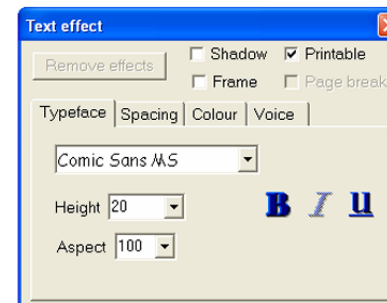 Text effect
Remove effects
Shadow Printable
Frame Page break
Typeface Spacing Colour Voice
Comic Sans MS
Height 20
B I u
Aspect 100